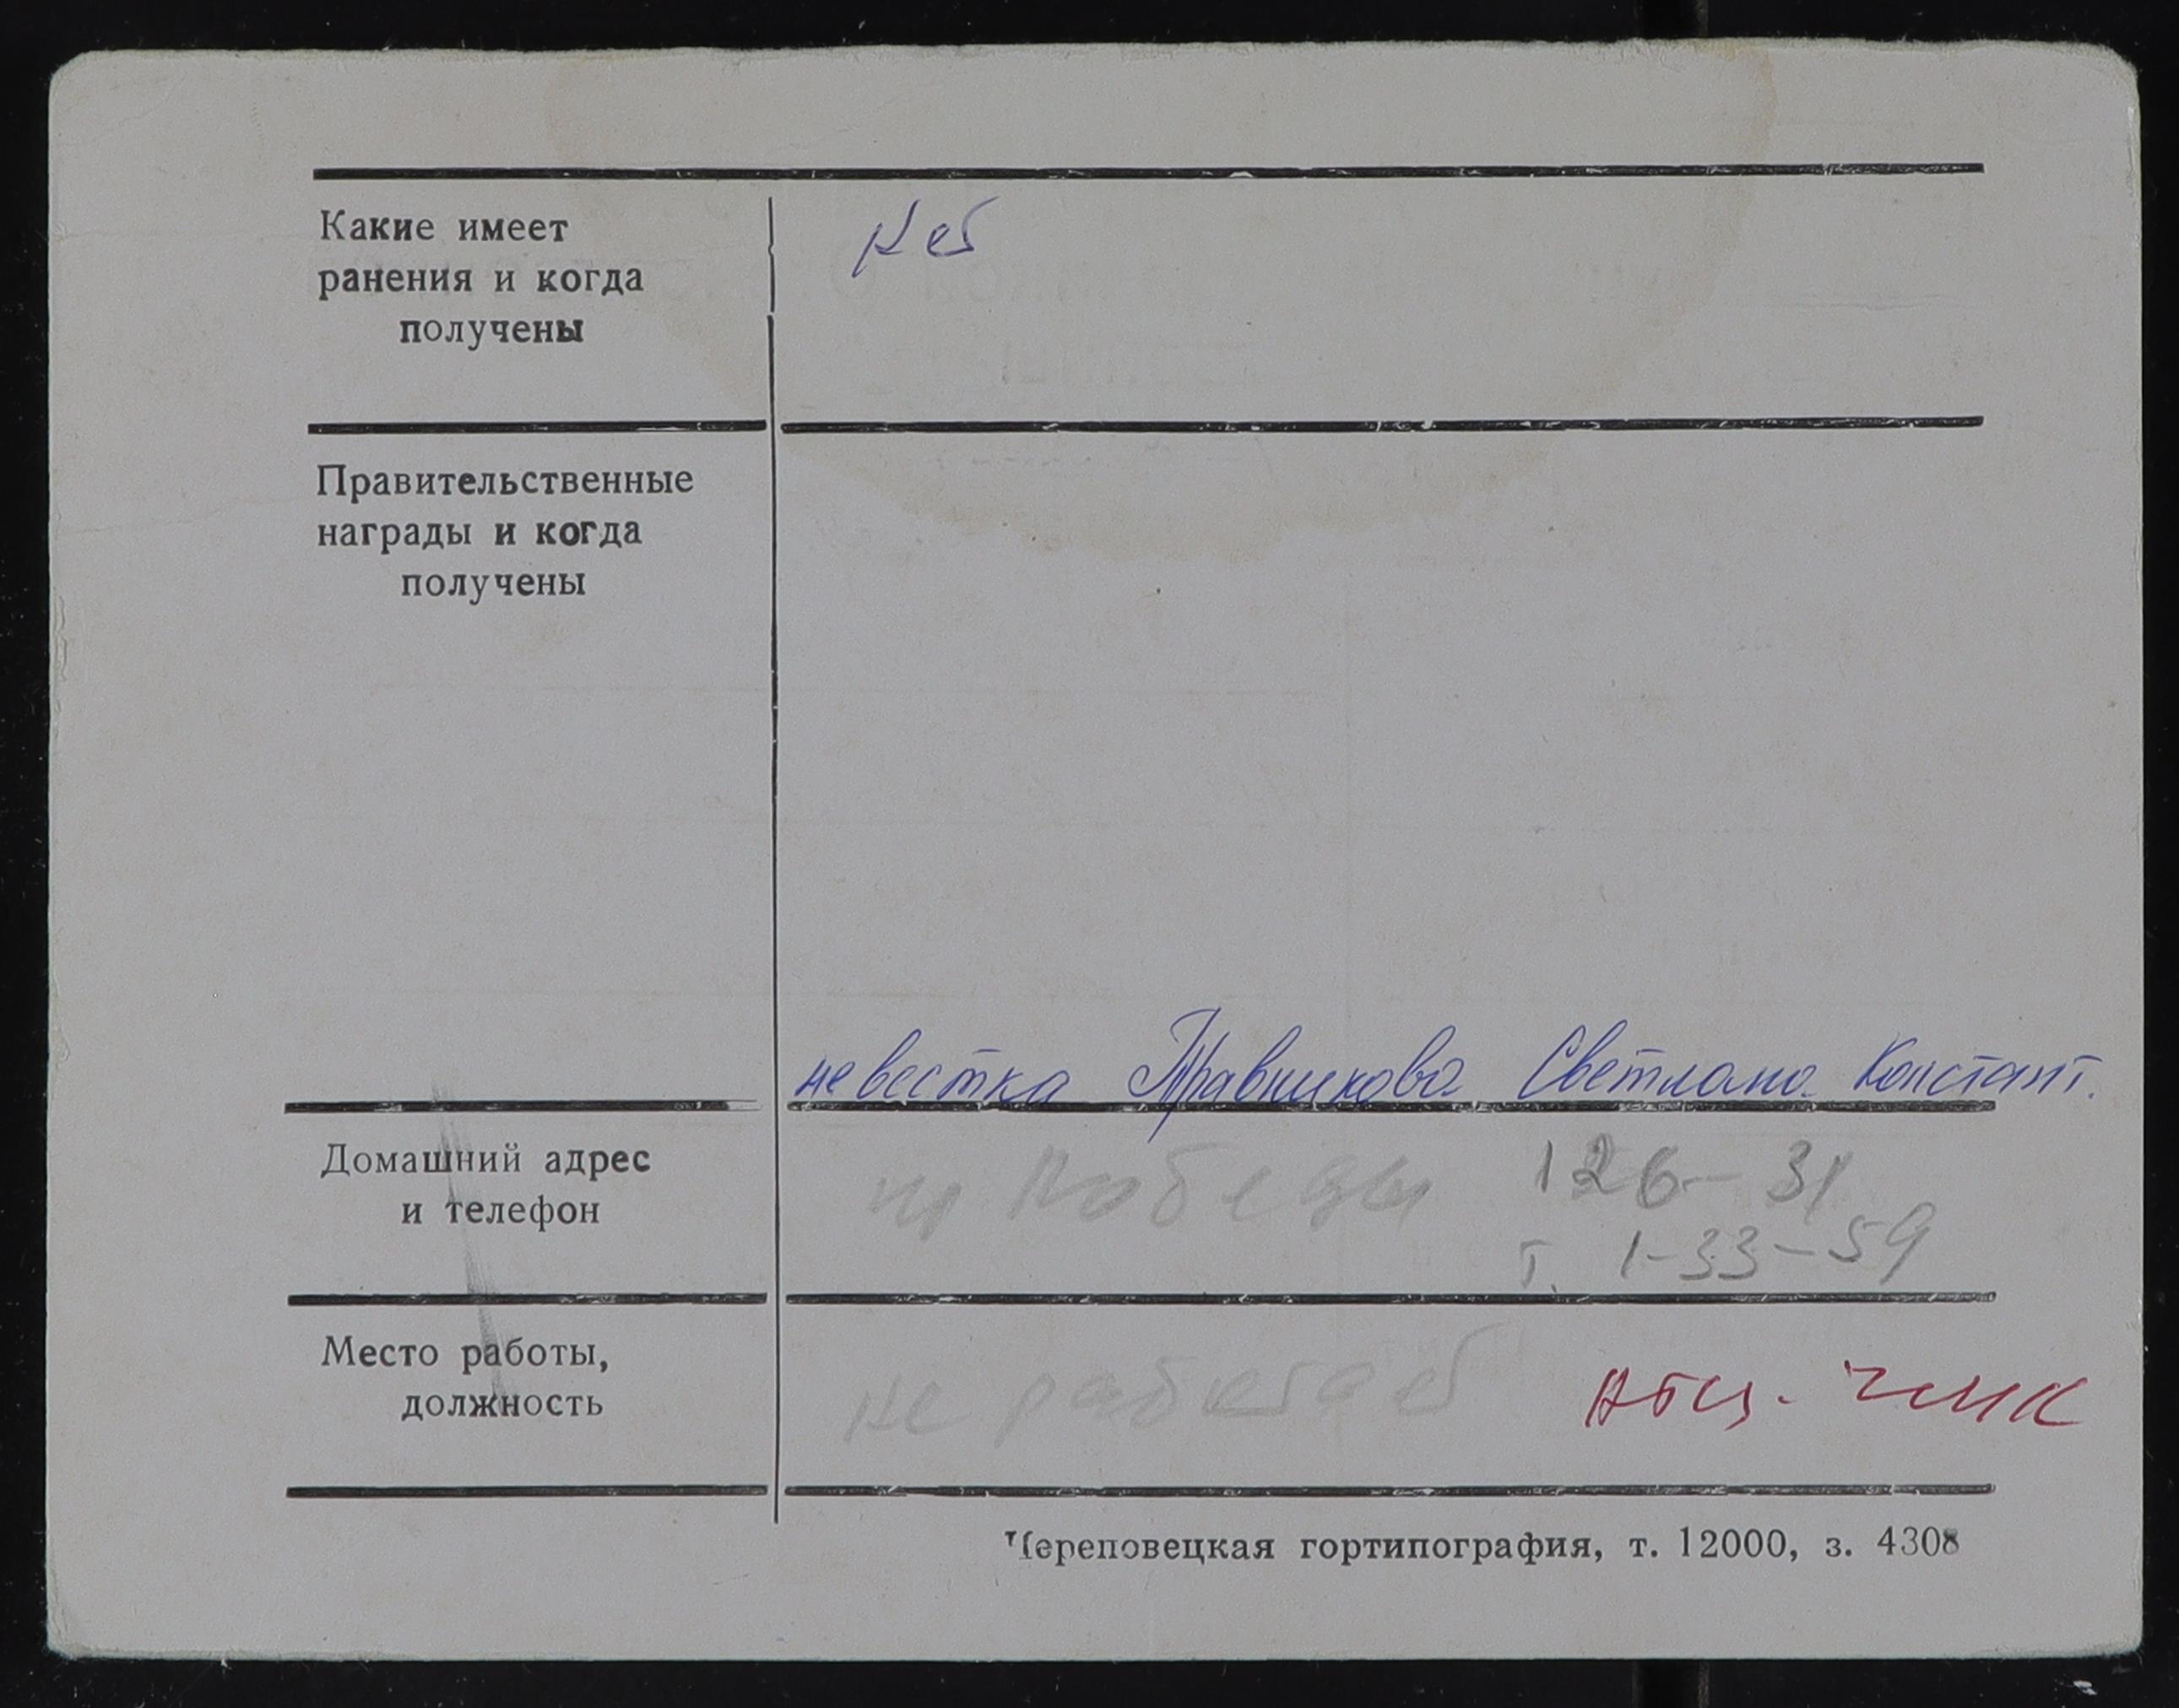 Какие имеет
ранения и когда
получены
нет
Правительственные
награды и когда
получены
невестка Травникова Светлана Констант.
Домашний адрес
и телефон
пр Победы 126-31
т. 1-33-59
Место работы,
должность
не работает
Череповецкая гортипография, т. 12000, з. 4308